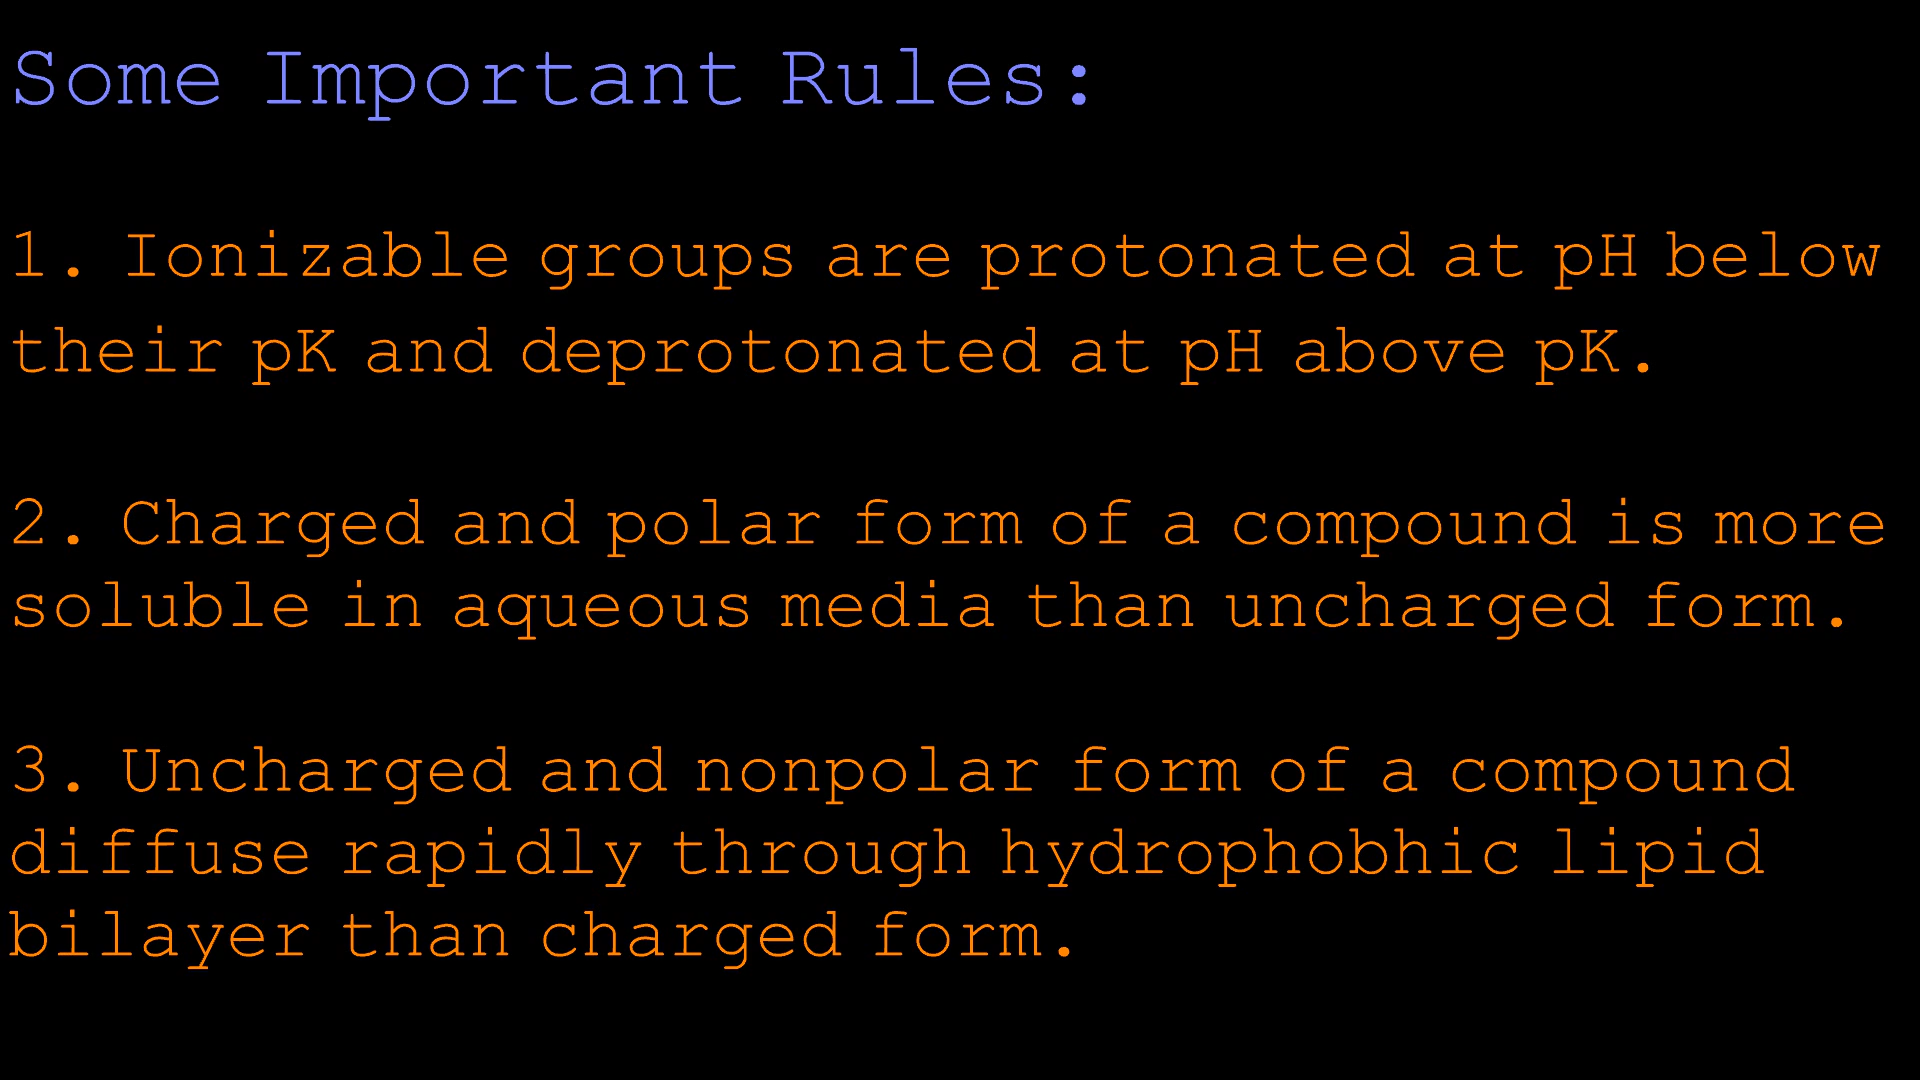 Some Important Rules:
1. Ionizable groups are protonated at pH below
their pK and deprotonated at pH above pK.
2. Charged and polar form of a compound is more
soluble in aqueous media than uncharged form.
3. Uncharged and nonpolar form of a compound
diffuse rapidly through hydrophobhic lipid
bilayer than charged form.